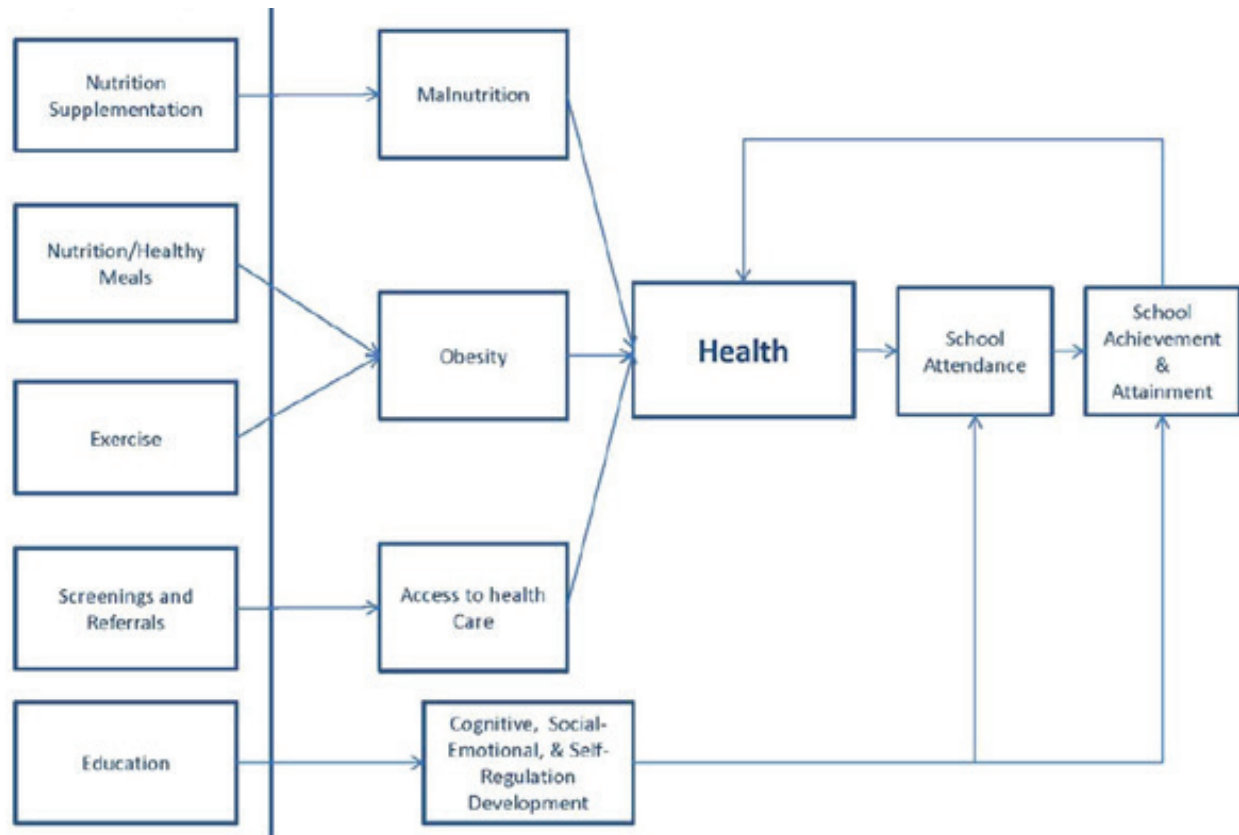 Nutrition
Supplementation
Malnutrition
Nutrition/Healthy
Meals
Obesity
Health
School
Attendance
School
Achievement
&
Attainment
Exercise
Screenings and
Referrals
Access to health
Care
Education
Cognitive, Social-
Emotional, & Self-
Regulation
Development